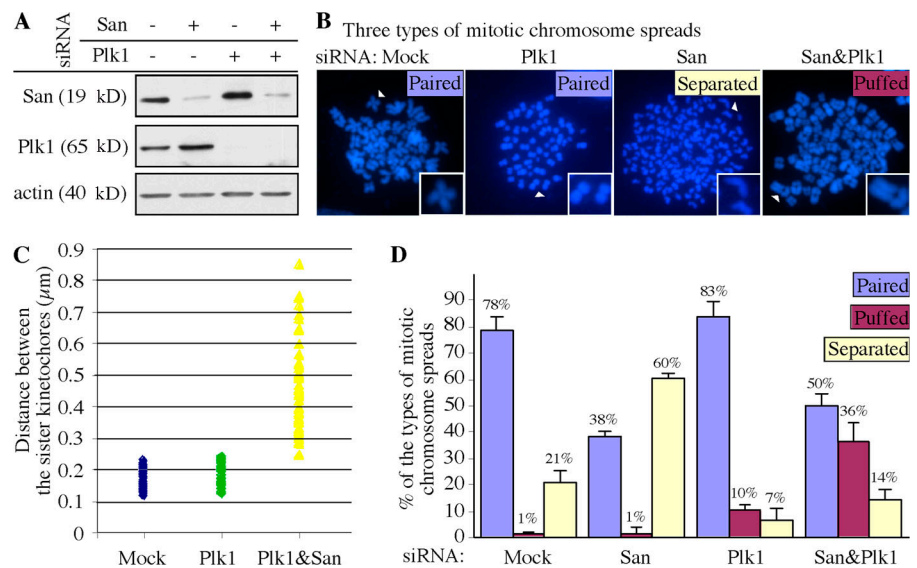 A
siRNA
San - + - +
Plk1 - - + +
San (19 kD)
Plk1 (65 kD)
actin (40 kD)
B Three types of mitotic chromosome spreads
siRNA: Mock Plk1 San San&Plk1
Paired Paired Separated Puffed
C
Distance between
the sister kinetochores (µm)
0.9
0.8
0.7
0.6
0.5
0.4
0.3
0.2
0.1
Mock Plk1 Plk1&San
D
% of the types of mitotic
chromosome spreads
90
80
70
60
50
40
30
20
10
0
78% 1% 21%
38% 1% 60%
83% 10% 7%
50% 36% 14%
Paired
Puffed
Separated
siRNA: Mock San Plk1 San&Plk1